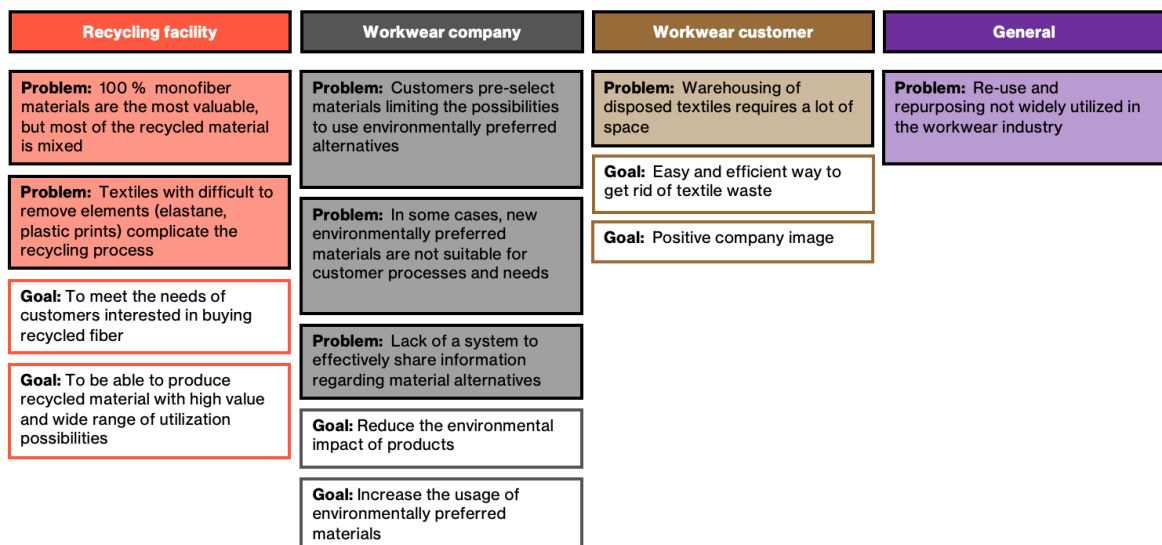 Recycling facility
Problem: 100 % monofiber
materials are the most valuable,
but most of the recycled material
is mixed
Problem: Textiles with difficult to
remove elements (elastane,
plastic prints) complicate the
recycling process
Goal: To meet the needs of
customers interested in buying
recycled fiber
Goal: To be able to produce
recycled material with high value
and wide range of utilization
possibilities
Workwear company
Problem: Customers pre-select
materials limiting the possibilities
to use environmentally preferred
alternatives
Problem: In some cases, new
environmentally preferred
materials are not suitable for
customer processes and needs
Problem: Lack of a system to
effectively share information
regarding material alternatives
Goal: Reduce the environmental
impact of products
Goal: Increase the usage of
environmentally preferred
materials
Workwear customer
Problem: Warehousing of
disposed textiles requires a lot of
space
Goal: Easy and efficient way to
get rid of textile waste
Goal: Positive company image
General
Problem: Re-use and
repurposing not widely utilized in
the workwear industry